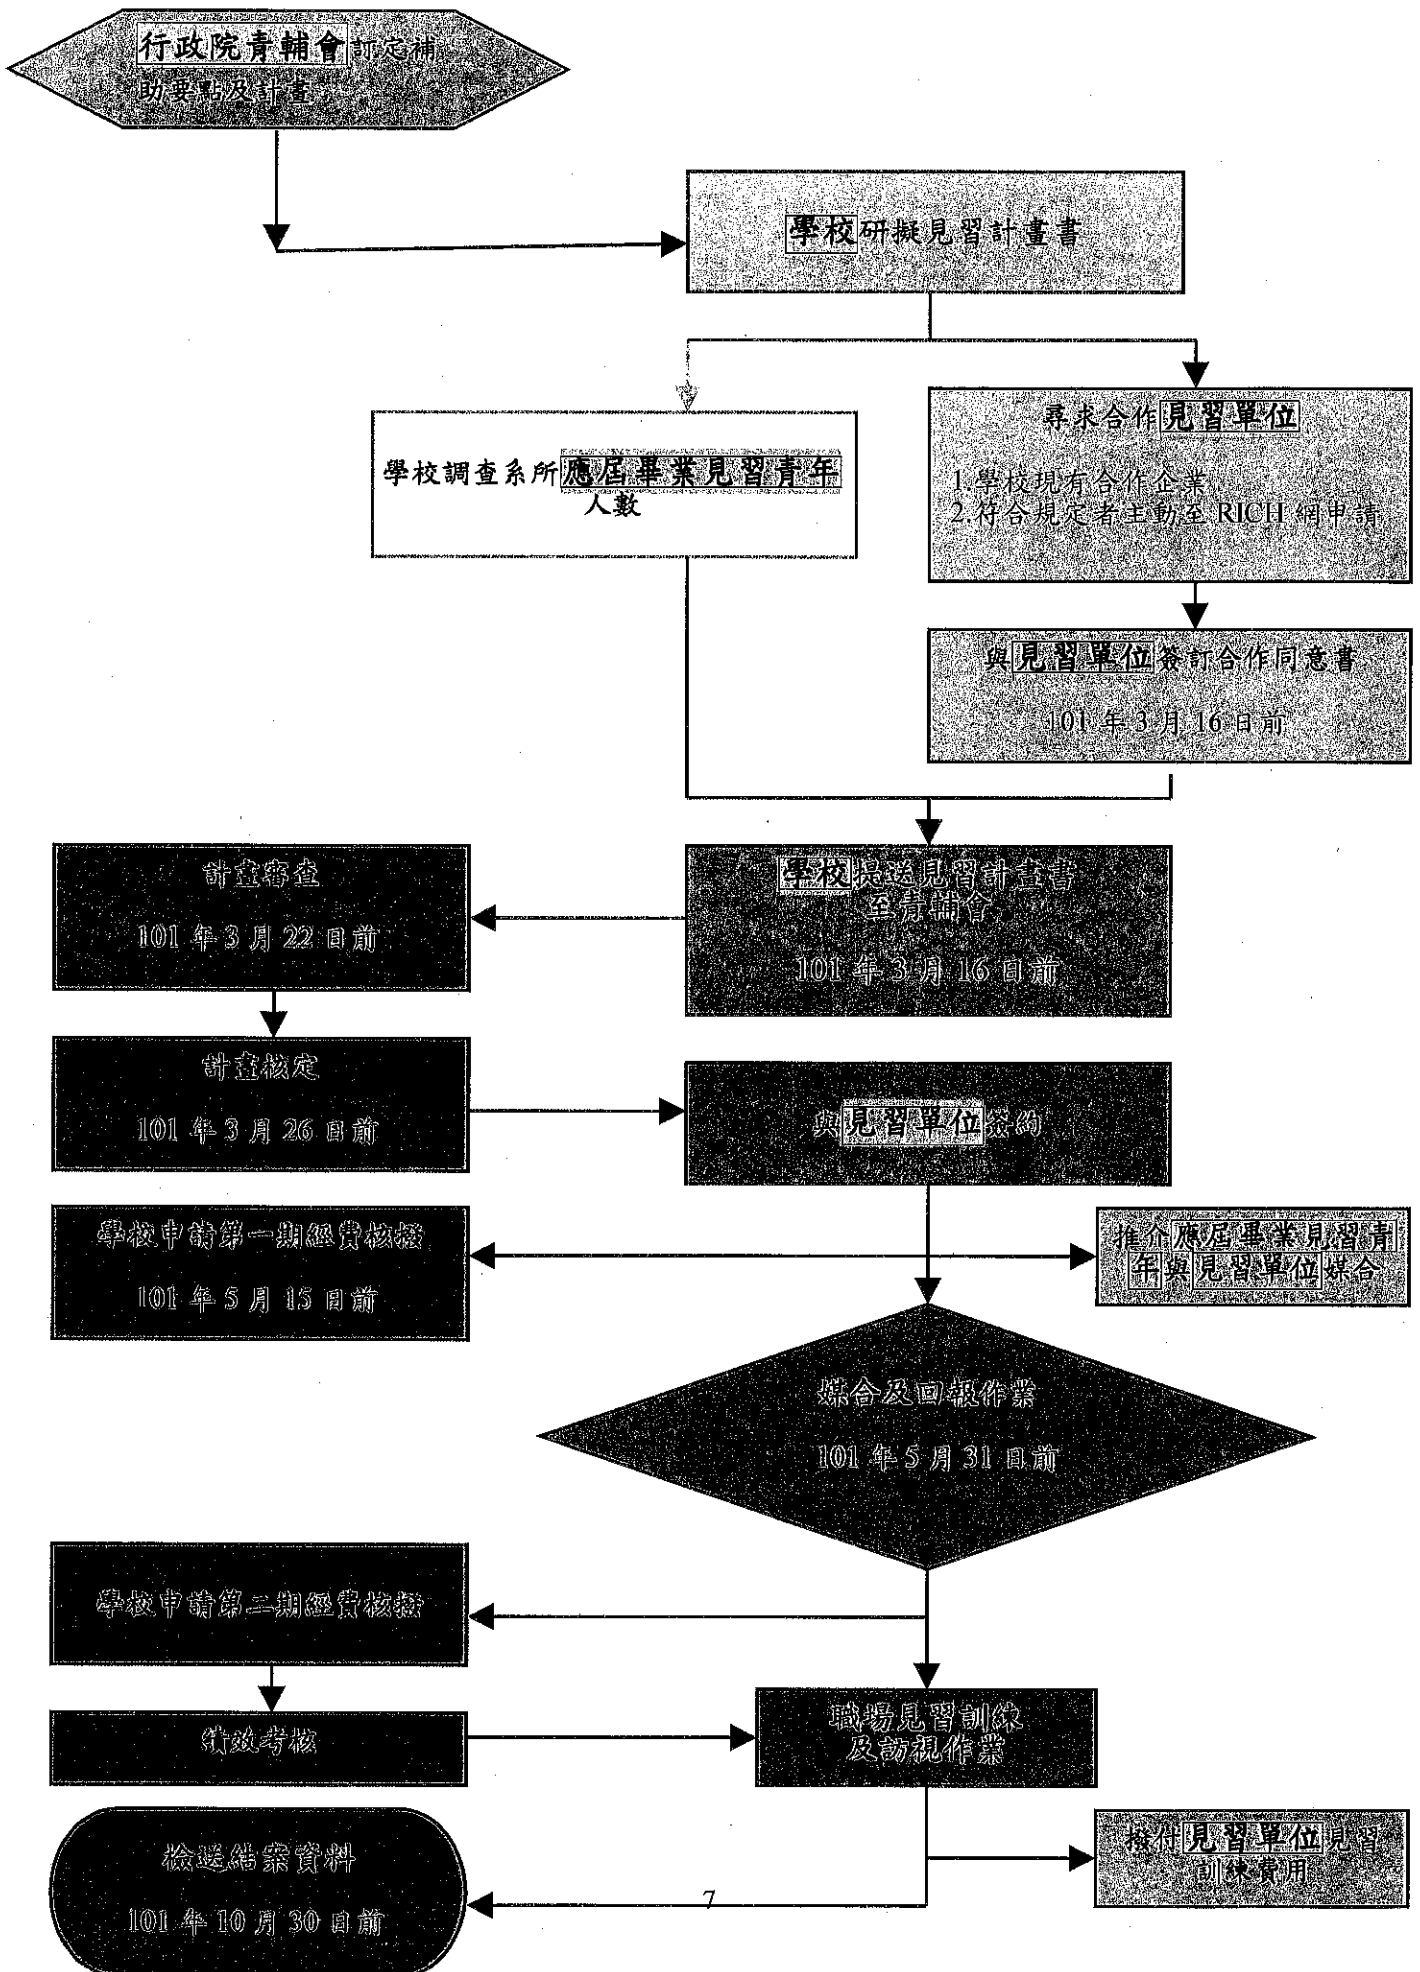 行政院青輔會訂定補
助要點及計畫
學校研擬見習計畫書
學校調查系所應屆畢業見習青年
人數
尋求合作見習單位
1.學校現有合作企業
2.符合規定者主動至 RICH 網申請
與見習單位簽訂合作同意書
101 年 3 月 16 日前
學校提送見習計畫書
至青輔會
101 年 3 月 16 日前
計畫審查
101 年 3 月 22 日前
計畫核定
101 年 3 月 26 日前
與見習單位簽約
學校申請第一期經費核撥
101 年 5 月 15 日前
推介應屆畢業見習青
年與見習單位媒合
媒合及回報作業
101 年 5 月 31 日前
學校申請第二期經費核撥
績效考核
職場見習訓練
及訪視作業
檢送結案資料
101 年 10 月 30 日前
撥付見習單位見習
訓練費用
7